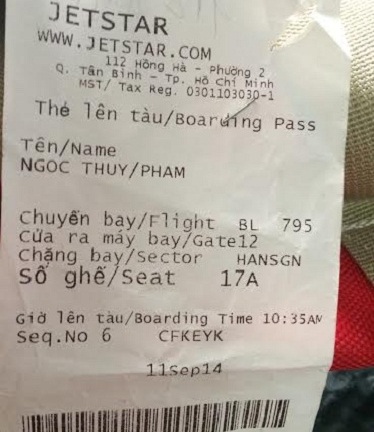 JETSTAR
WWW.JETSTAR.COM
112 Hồng Hà - Phường 2
Q. Tân Bình - Tp. Hồ Chí Minh
MST/ Tax Reg. 0301103030-1
Thẻ lên tàu/Boarding Pass
Tên/Name
NGOC THUY/PHAM
Chuyến bay/Flight BL 795
Cửa ra máy bay/Gate12
Chặng bay/Sector HANSGN
Số ghế/Seat 17A
Giờ lên tàu/Boarding Time 10:35AM
Seq.No 6 CFKEYK
11Sep14